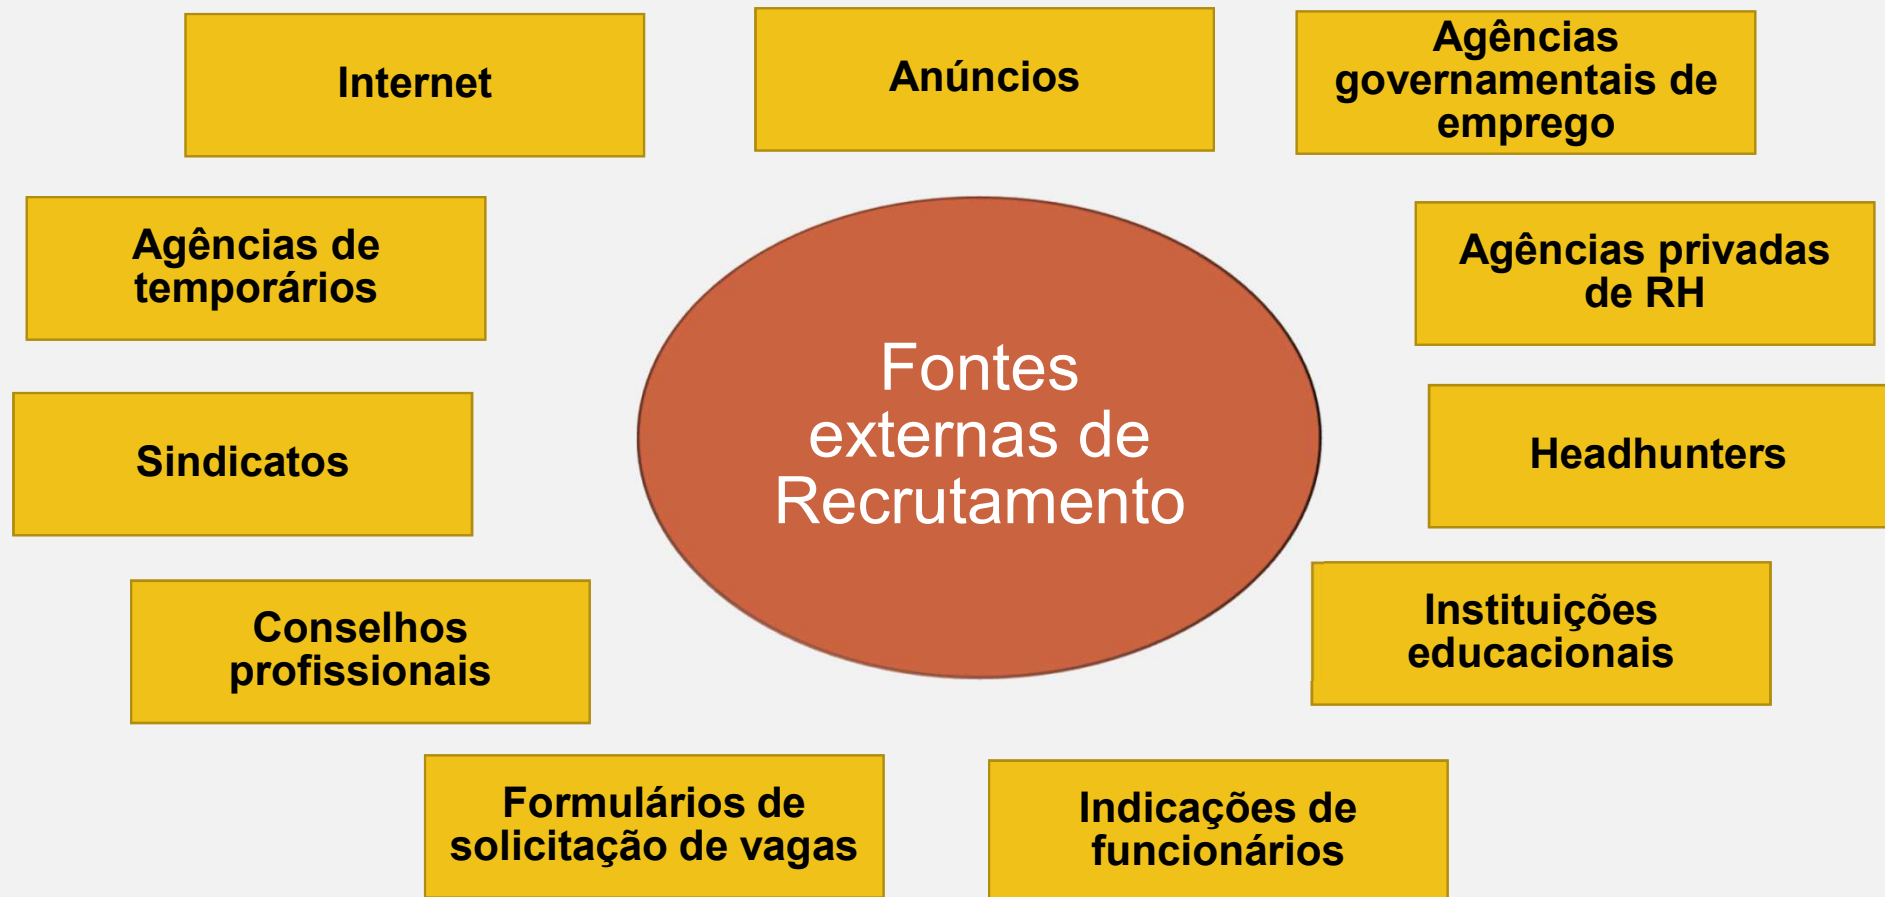 Internet
Anúncios
Agências
governamentais de
emprego
Agências de
temporários
Agências privadas
de RH
Fontes
externas de
Recrutamento
Sindicatos
Headhunters
Conselhos
profissionais
Instituições
educacionais
Formulários de
solicitação de vagas
Indicações de
funcionários